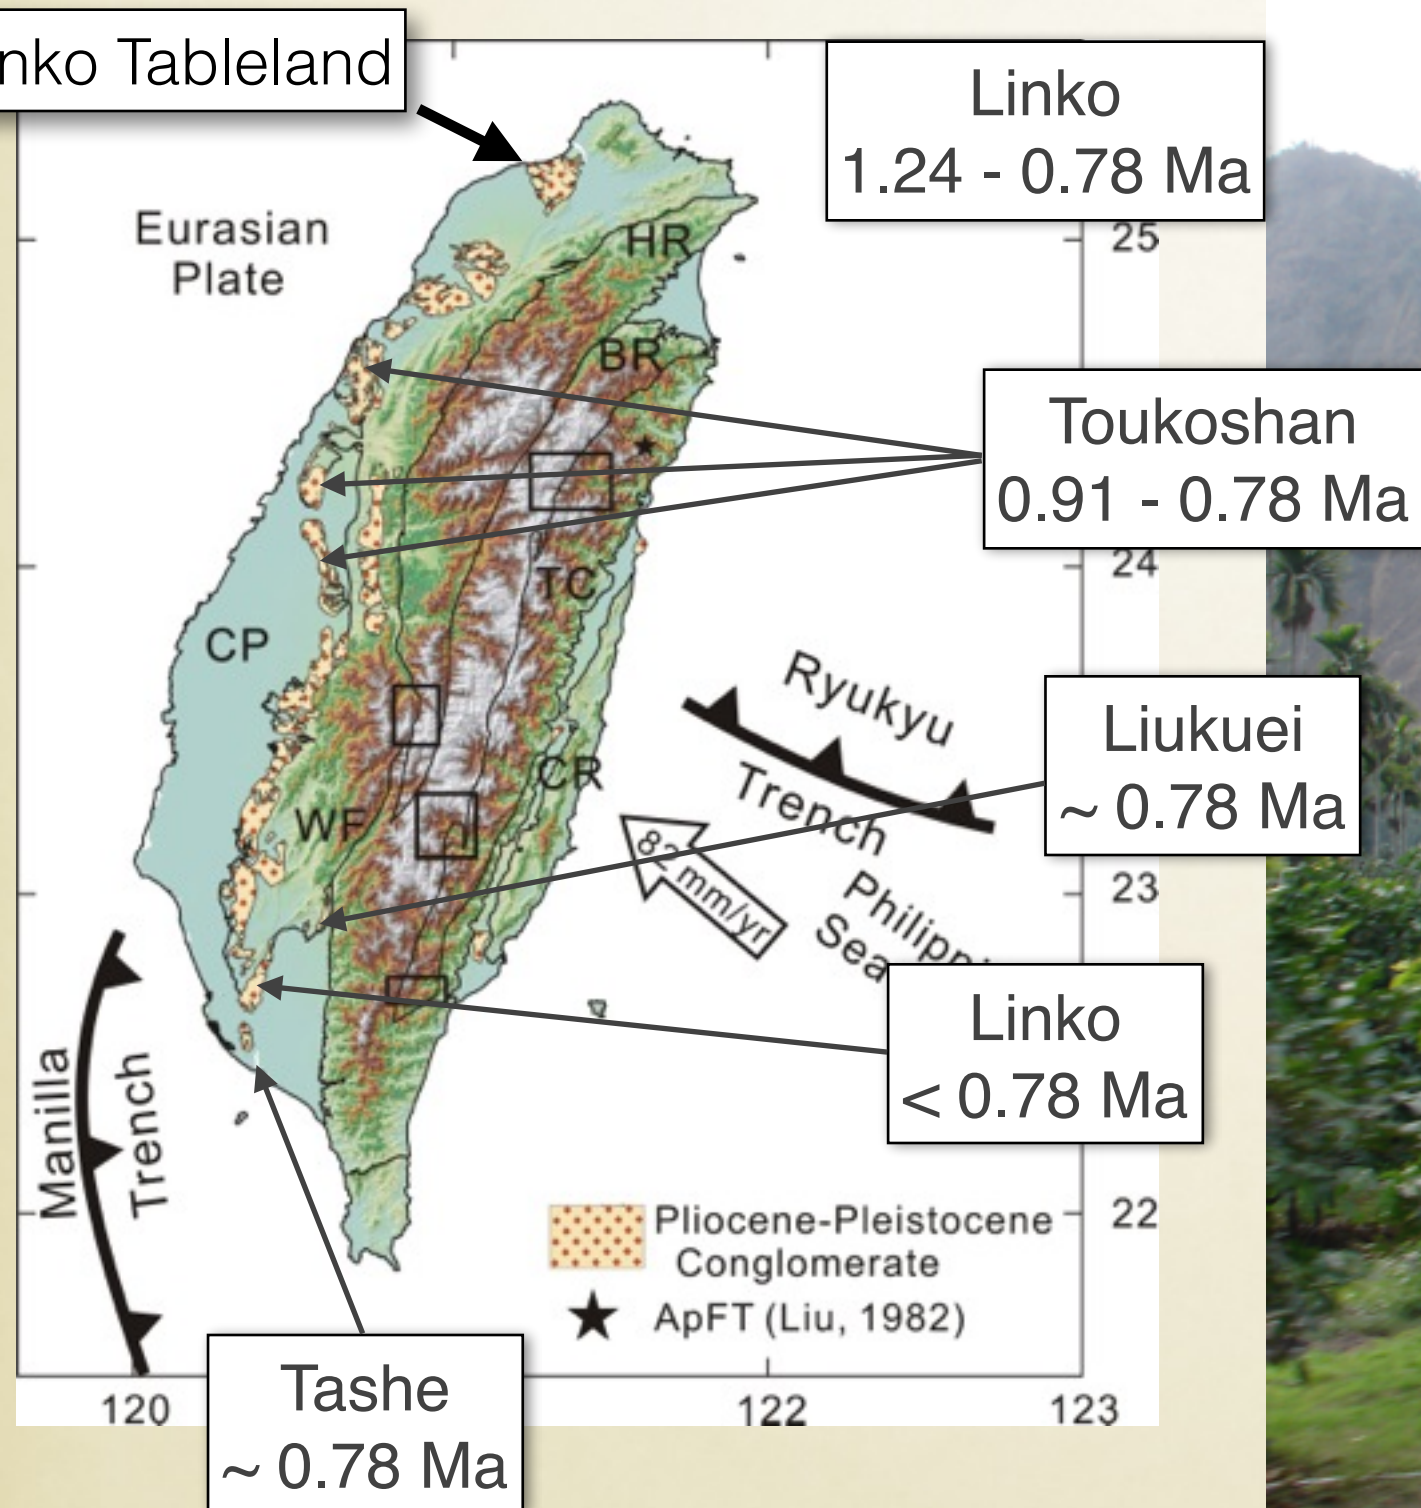 nko Tableland
Linko
1.24 - 0.78 Ma
Eurasian
Plate
HR
25
BR
Toukoshan
0.91 - 0.78 Ma
24
TC
CP
Ryukyu
Trench
Liukuei
~ 0.78 Ma
CR
WF
82 mm/yr
23
Philippi
Sea
Linko
< 0.78 Ma
Manilla
Trench
22
Pliocene-Pleistocene
Conglomerate
ApFT (Liu, 1982)
120
122
123
Tashe
~ 0.78 Ma